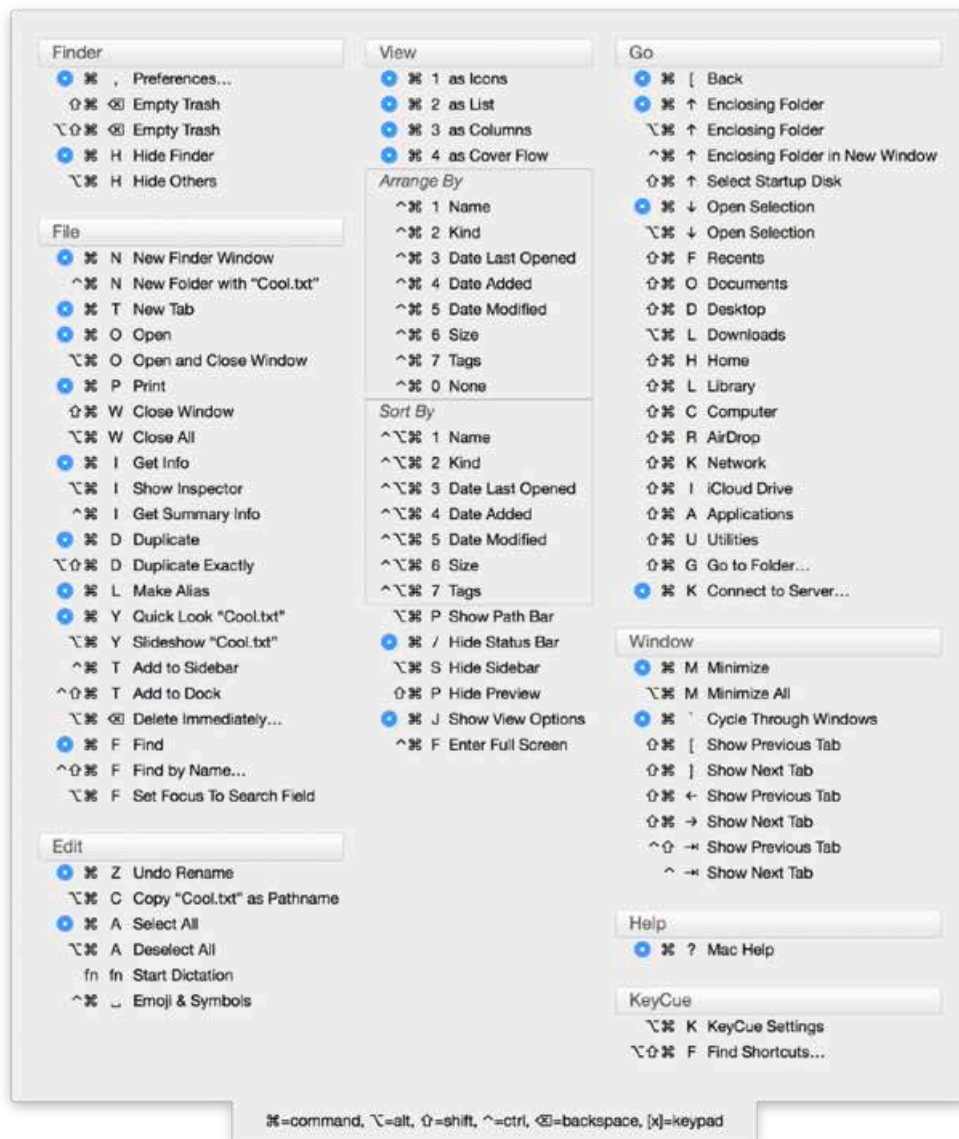 Finder
⌘ , Preferences...
⇧⌘ ⌫ Empty Trash
⌥⇧⌘ ⌫ Empty Trash
⌘ H Hide Finder
⌥⌘ H Hide Others
File
⌘ N New Finder Window
^⌘ N New Folder with “Cool.txt”
⌘ T New Tab
⌘ O Open
⌥⌘ O Open and Close Window
⌘ P Print
⇧⌘ W Close Window
⌥⌘ W Close All
⌘ I Get Info
⌥⌘ I Show Inspector
^⌘ I Get Summary Info
⌘ D Duplicate
⌥⇧⌘ D Duplicate Exactly
⌘ L Make Alias
⌘ Y Quick Look “Cool.txt”
⌥⌘ Y Slideshow “Cool.txt”
^⌘ T Add to Sidebar
^⇧⌘ T Add to Dock
⌥⌘ ⌫ Delete Immediately...
⌘ F Find
^⇧⌘ F Find by Name...
⌥⌘ F Set Focus To Search Field
Edit
⌘ Z Undo Rename
⌥⌘ C Copy “Cool.txt” as Pathname
⌘ A Select All
⌥⌘ A Deselect All
fn fn Start Dictation
^⌘ ⎵ Emoji & Symbols
View
⌘ 1 as Icons
⌘ 2 as List
⌘ 3 as Columns
⌘ 4 as Cover Flow
Arrange By
^⌘ 1 Name
^⌘ 2 Kind
^⌘ 3 Date Last Opened
^⌘ 4 Date Added
^⌘ 5 Date Modified
^⌘ 6 Size
^⌘ 7 Tags
^⌘ 0 None
Sort By
^⌥⌘ 1 Name
^⌥⌘ 2 Kind
^⌥⌘ 3 Date Last Opened
^⌥⌘ 4 Date Added
^⌥⌘ 5 Date Modified
^⌥⌘ 6 Size
^⌥⌘ 7 Tags
⌥⌘ P Show Path Bar
⌘ / Hide Status Bar
⌥⌘ S Hide Sidebar
⇧⌘ P Hide Preview
⌘ J Show View Options
^⌘ F Enter Full Screen
Go
⌘ [ Back
⌘ ↑ Enclosing Folder
⌥⌘ ↑ Enclosing Folder
^⌘ ↑ Enclosing Folder in New Window
⇧⌘ ↑ Select Startup Disk
⌘ ↓ Open Selection
⌥⌘ ↓ Open Selection
⇧⌘ F Recents
⇧⌘ O Documents
⇧⌘ D Desktop
⌥⌘ L Downloads
⇧⌘ H Home
⇧⌘ L Library
⇧⌘ C Computer
⇧⌘ R AirDrop
⇧⌘ K Network
⇧⌘ I iCloud Drive
⇧⌘ A Applications
⇧⌘ U Utilities
⇧⌘ G Go to Folder...
⌘ K Connect to Server...
Window
⌘ M Minimize
⌥⌘ M Minimize All
⌘ ` Cycle Through Windows
⇧⌘ [ Show Previous Tab
⇧⌘ ] Show Next Tab
⇧⌘ ← Show Previous Tab
⇧⌘ → Show Next Tab
^⇧ ⇥ Show Previous Tab
^ ⇥ Show Next Tab
Help
⌘ ? Mac Help
KeyCue
⌥⌘ K KeyCue Settings
⌥⇧⌘ F Find Shortcuts...
⌘=command, ⌥=alt, ⇧=shift, ^=ctrl, ⌫=backspace, [x]=keypad